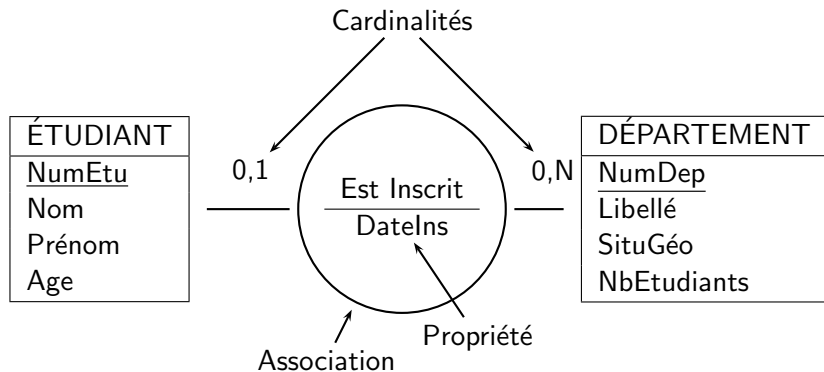 Cardinalités
ÉTUDIANT
NumEtu
Nom
Prénom
Age
0,1
Est Inscrit
DateIns
0,N
DÉPARTEMENT
NumDep
Libellé
SituGéo
NbEtudiants
Propriété
Association